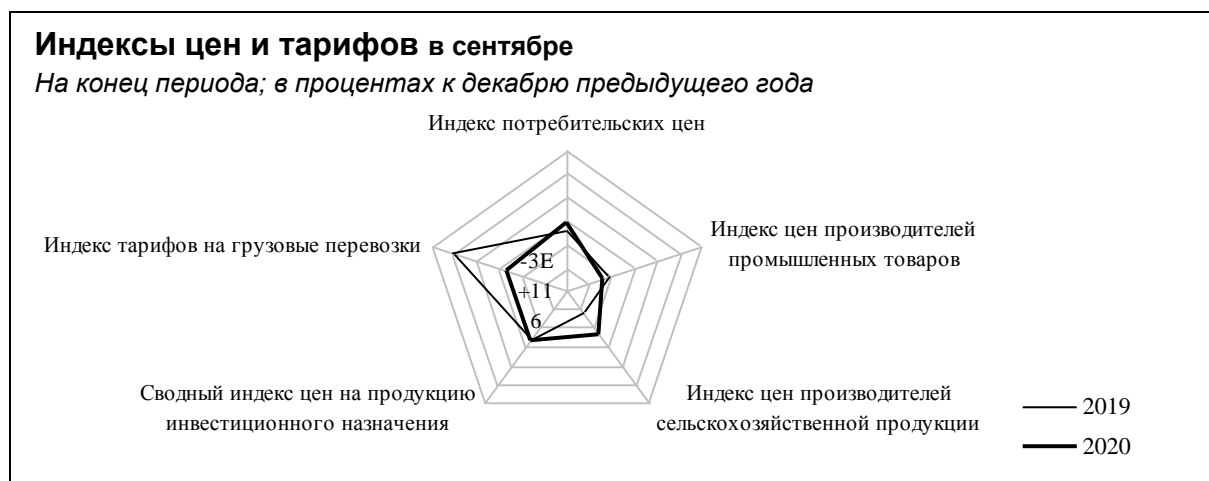 Индексы цен и тарифов в сентябре
На конец периода; в процентах к декабрю предыдущего года
Индекс потребительских цен
Индекс цен производителей
промышленных товаров
Индекс тарифов на грузовые перевозки
-3E
+11
6
Сводный индекс цен на продукцию
инвестиционного назначения
Индекс цен производителей
сельскохозяйственной продукции
2019
2020